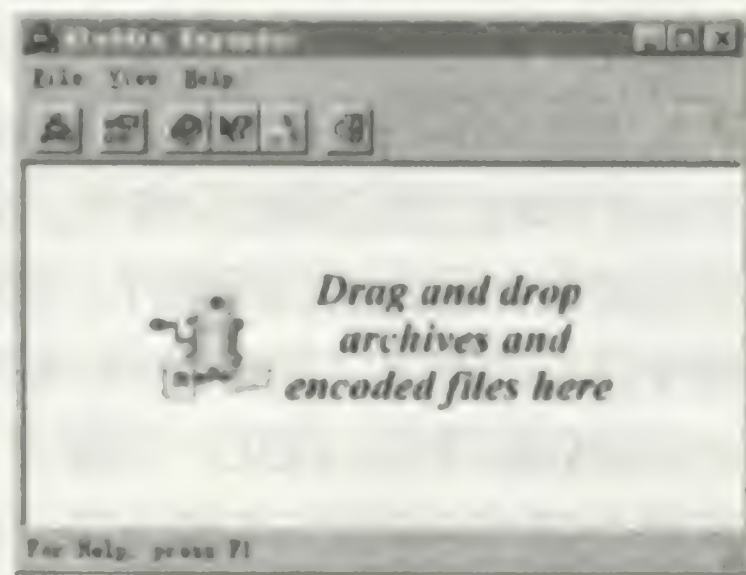 File View Help
Drag and drop
archives and
encoded files here
For Help, press F1